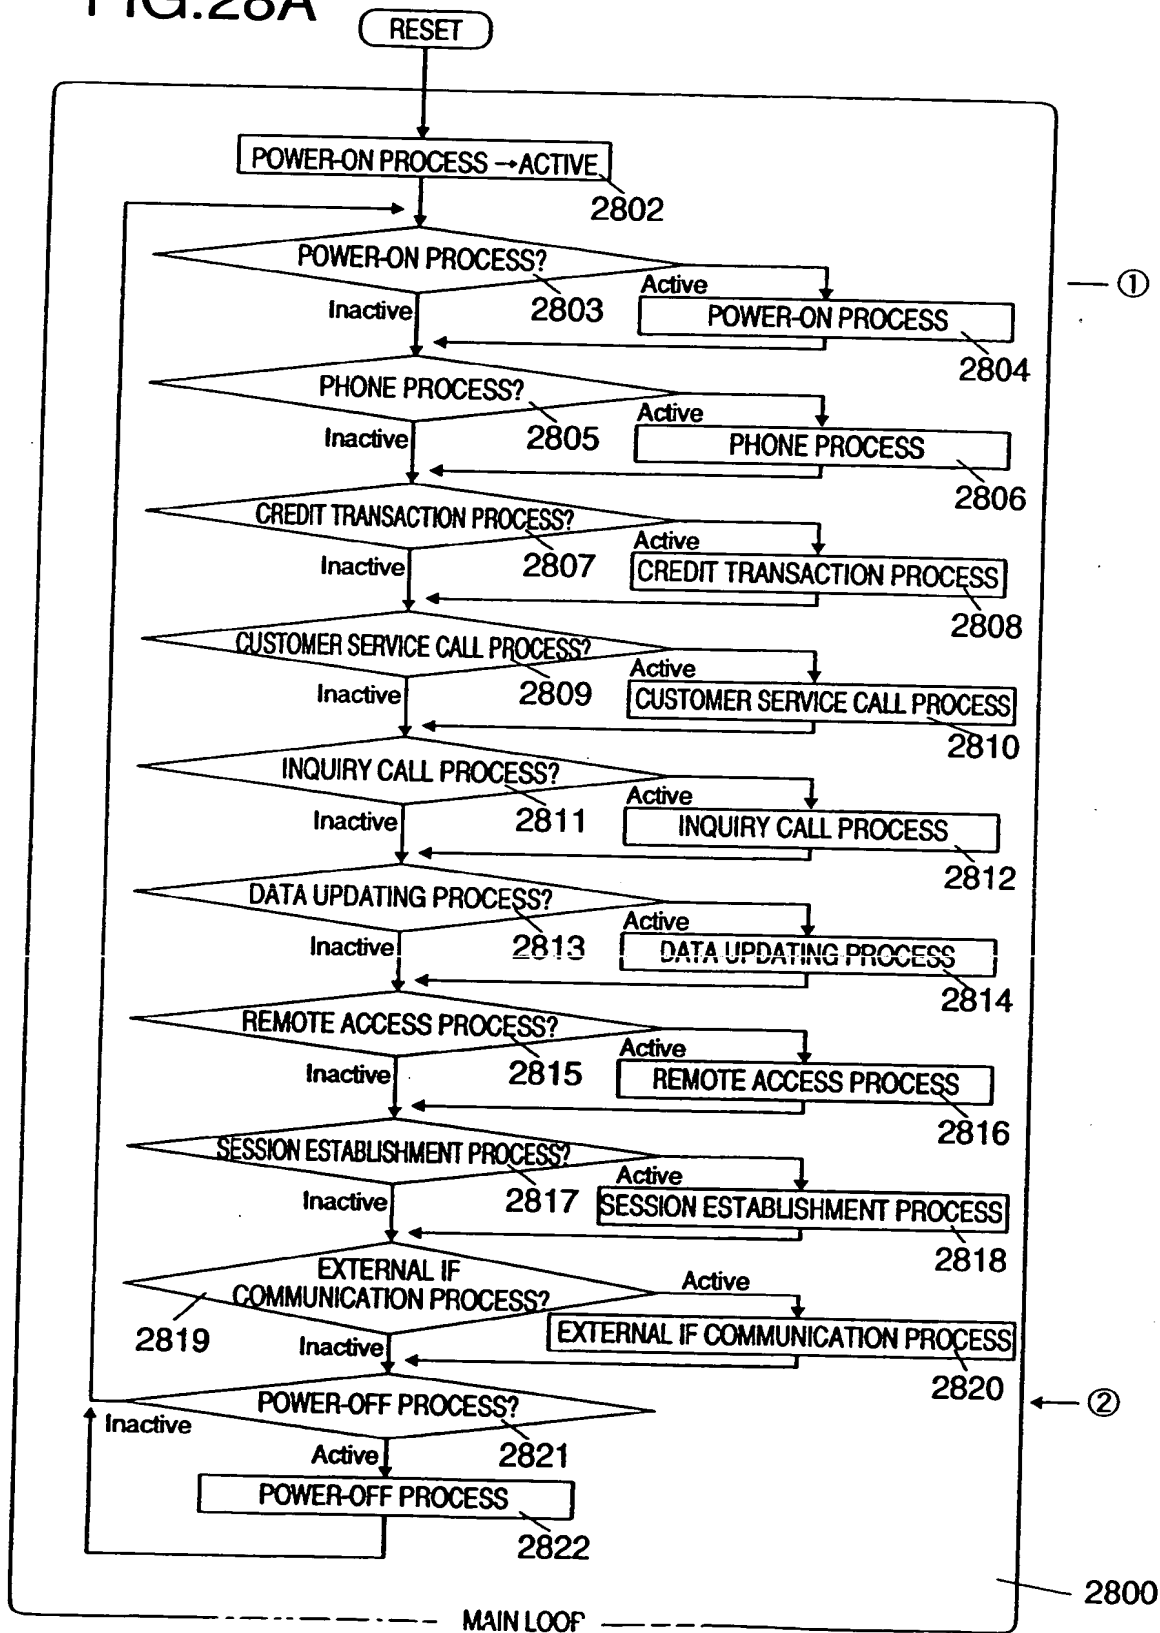 FIG.28A
RESET
POWER-ON PROCESS →ACTIVE
2802
POWER-ON PROCESS?
2803
Active
Inactive
POWER-ON PROCESS
2804
①
PHONE PROCESS?
2805
Active
Inactive
PHONE PROCESS
2806
CREDIT TRANSACTION PROCESS?
2807
Active
Inactive
CREDIT TRANSACTION PROCESS
2808
CUSTOMER SERVICE CALL PROCESS?
2809
Active
Inactive
CUSTOMER SERVICE CALL PROCESS
2810
INQUIRY CALL PROCESS?
2811
Active
Inactive
INQUIRY CALL PROCESS
2812
DATA UPDATING PROCESS?
2813
Active
Inactive
DATA UPDATING PROCESS
2814
REMOTE ACCESS PROCESS?
2815
Active
Inactive
REMOTE ACCESS PROCESS
2816
SESSION ESTABLISHMENT PROCESS?
2817
Active
Inactive
SESSION ESTABLISHMENT PROCESS
2818
EXTERNAL IF
COMMUNICATION PROCESS?
2819
Active
Inactive
EXTERNAL IF COMMUNICATION PROCESS
2820
POWER-OFF PROCESS?
2821
②
Inactive
Active
POWER-OFF PROCESS
2822
2800
MAIN LOOP